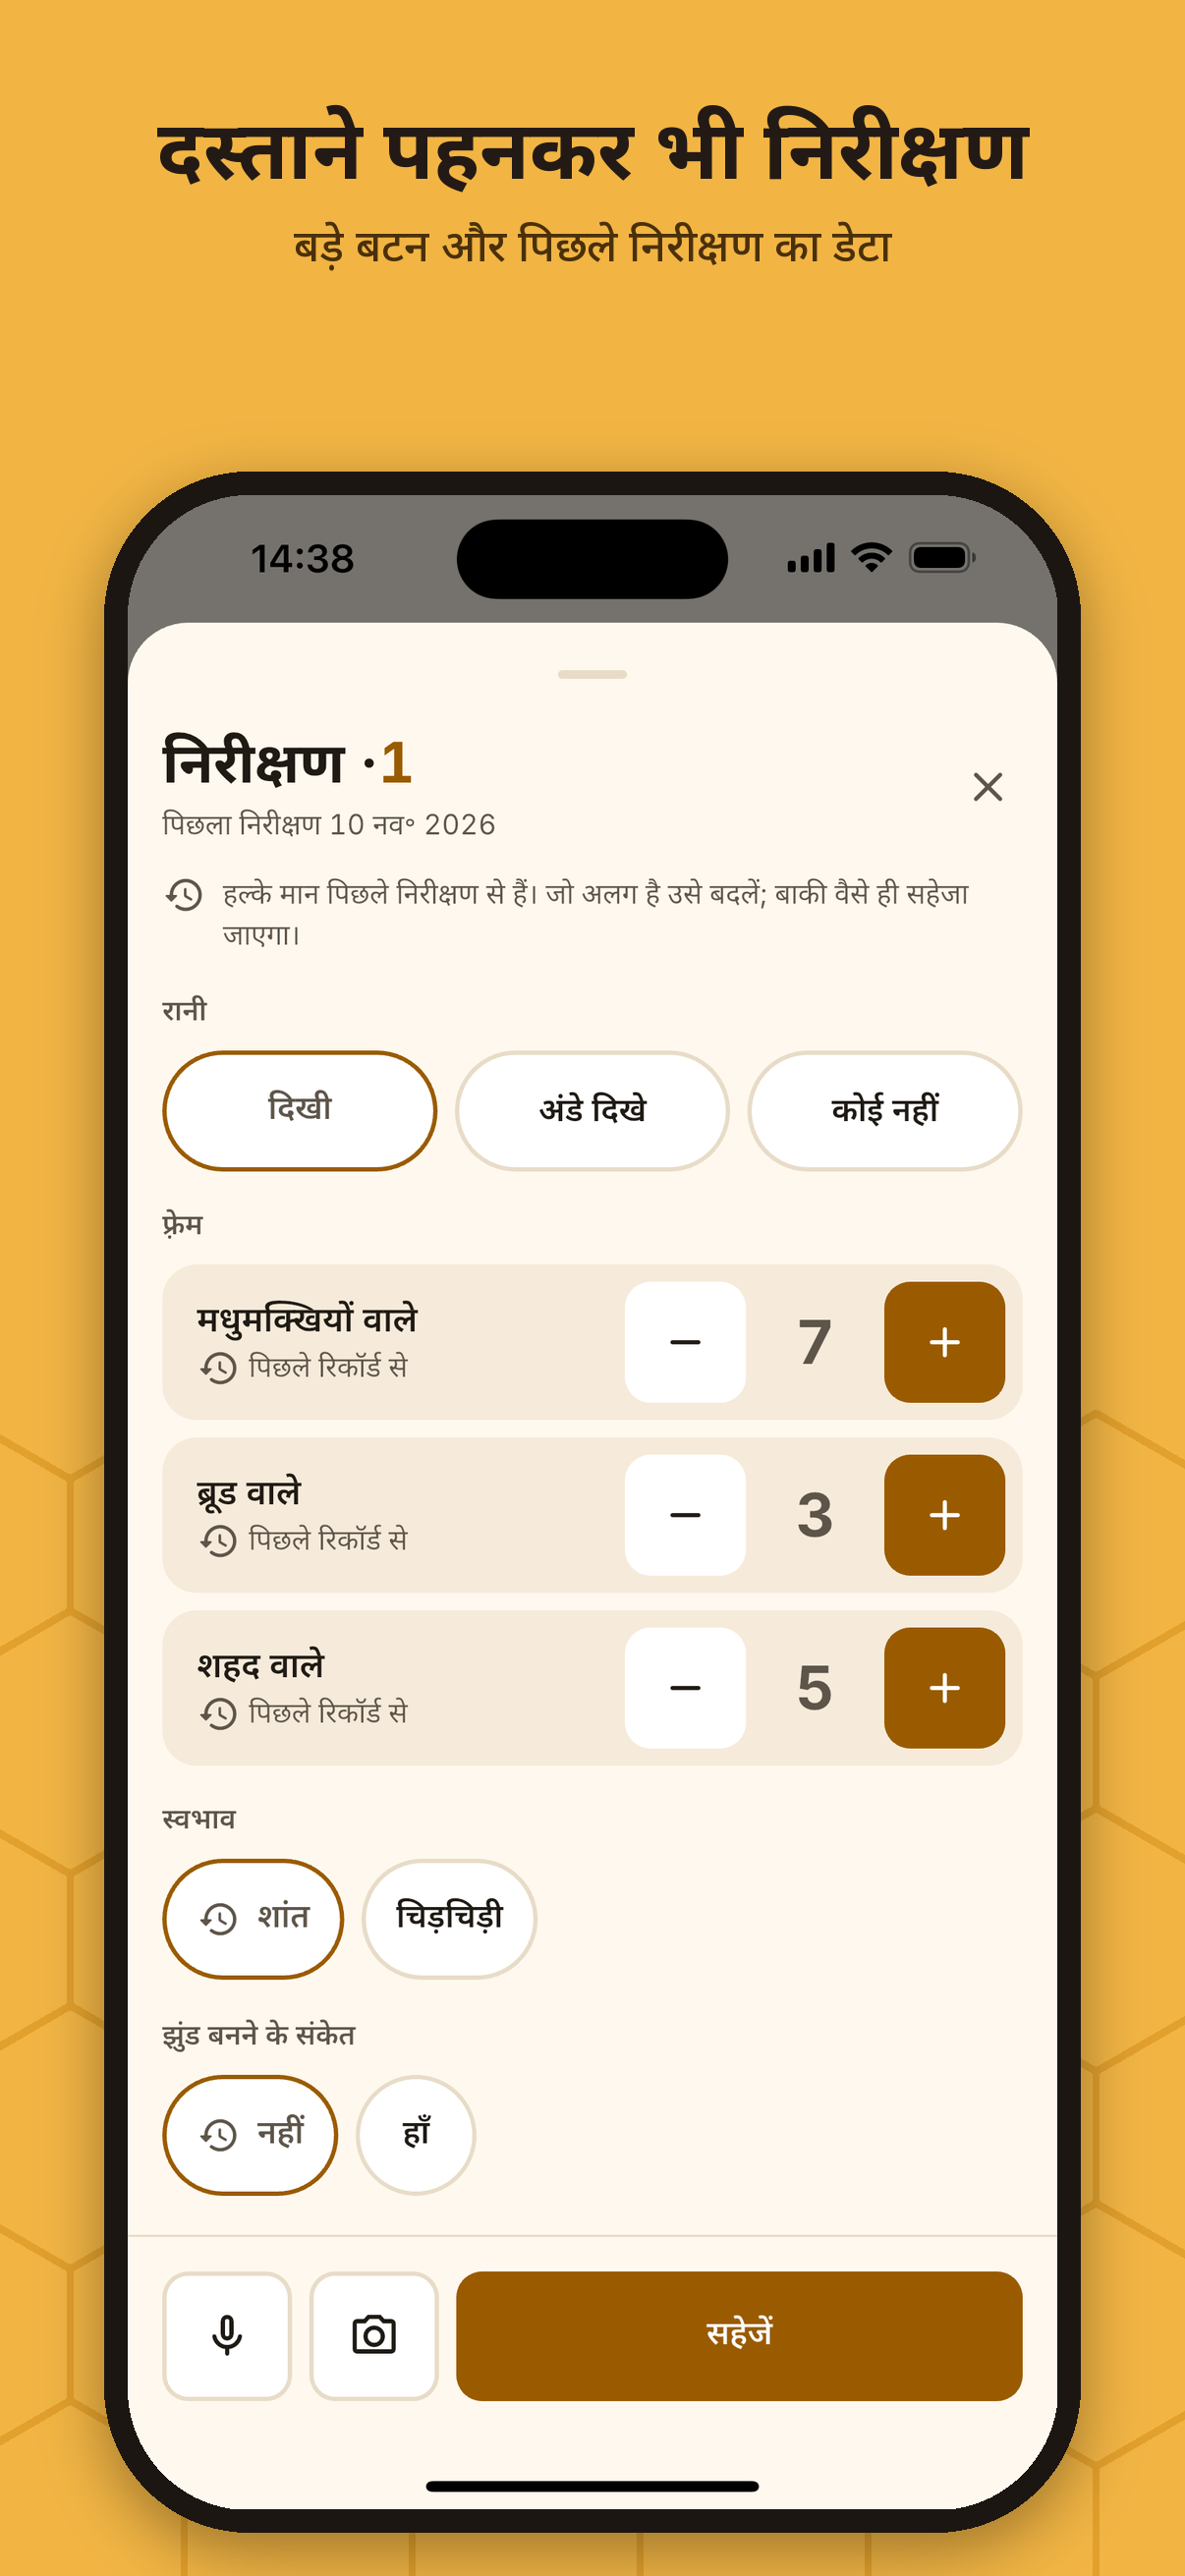 दस्ताने पहनकर भी निरीक्षण
बड़े बटन और पिछले निरीक्षण का डेटा
14:38
निरीक्षण ·1
पिछला निरीक्षण 10 नव॰ 2026
हल्के मान पिछले निरीक्षण से हैं। जो अलग है उसे बदलें; बाकी वैसे ही सहेजा
जाएगा।
रानी
दिखी
अंडे दिखे
कोई नहीं
फ़्रेम
मधुमक्खियों वाले
पिछले रिकॉर्ड से
7
ब्रूड वाले
पिछले रिकॉर्ड से
3
शहद वाले
पिछले रिकॉर्ड से
5
स्वभाव
शांत
चिड़चिड़ी
झुंड बनने के संकेत
नहीं
हाँ
सहेजें